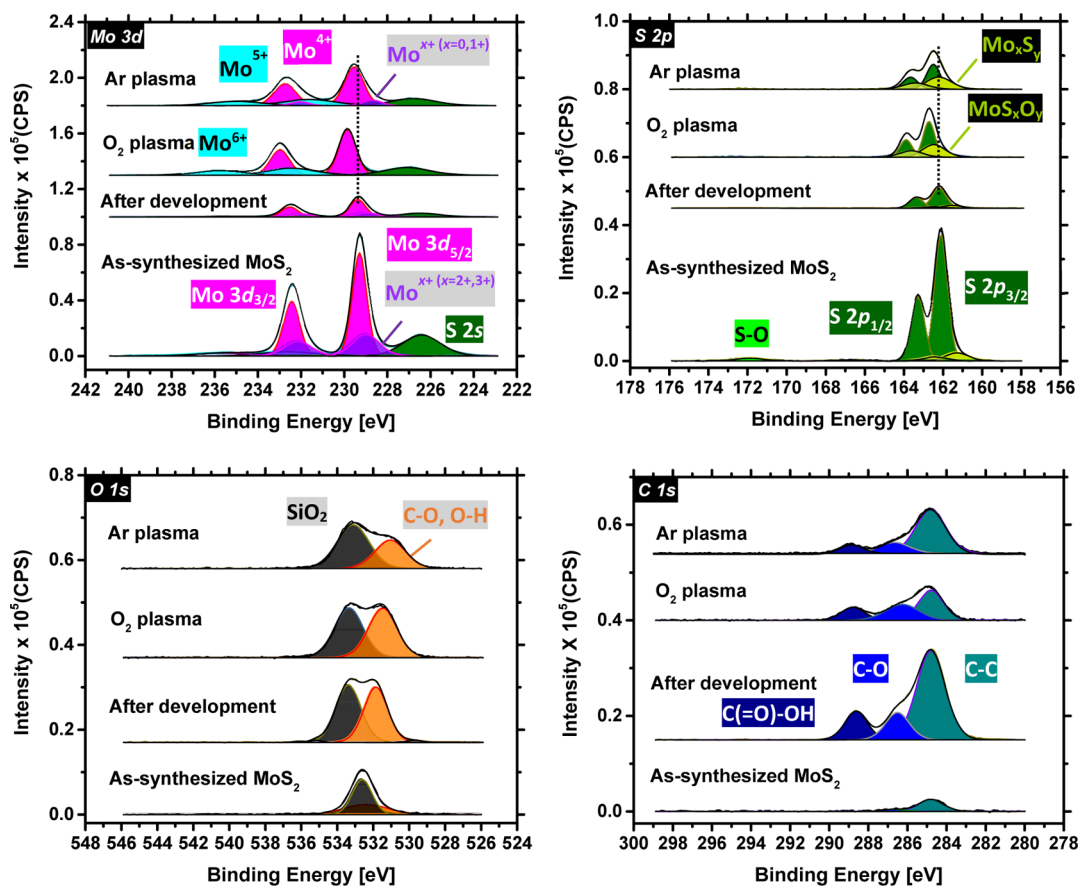 Mo 3d
Mo5+
Mo4+
Mox+ (x=0,1+)
Ar plasma
O2 plasma
Mo6+
After development
As-synthesized MoS2
Mo 3d5/2
Mo 3d3/2
Mox+ (x=2+,3+)
S 2s
Intensity x 10^5(CPS)
0.0
0.4
0.8
1.2
1.6
2.0
2.4
242 240 238 236 234 232 230 228 226 224 222
Binding Energy [eV]
S 2p
MoxSy
Ar plasma
MoSxOy
O2 plasma
After development
As-synthesized MoS2
S 2p3/2
S 2p1/2
S-O
Intensity x 10^5(CPS)
0.0
0.2
0.4
0.6
0.8
1.0
178 176 174 172 170 168 166 164 162 160 158 156
Binding Energy [eV]
O 1s
SiO2
C-O, O-H
Ar plasma
O2 plasma
After development
As-synthesized MoS2
Intensity x 10^5(CPS)
0.0
0.2
0.4
0.6
0.8
548 546 544 542 540 538 536 534 532 530 528 526 524
Binding Energy [eV]
C 1s
Ar plasma
O2 plasma
C-O
C-C
After development
C(=O)-OH
As-synthesized MoS2
Intensity X 10^5(CPS)
0.0
0.2
0.4
0.6
300 298 296 294 292 290 288 286 284 282 280 278
Binding Energy [eV]